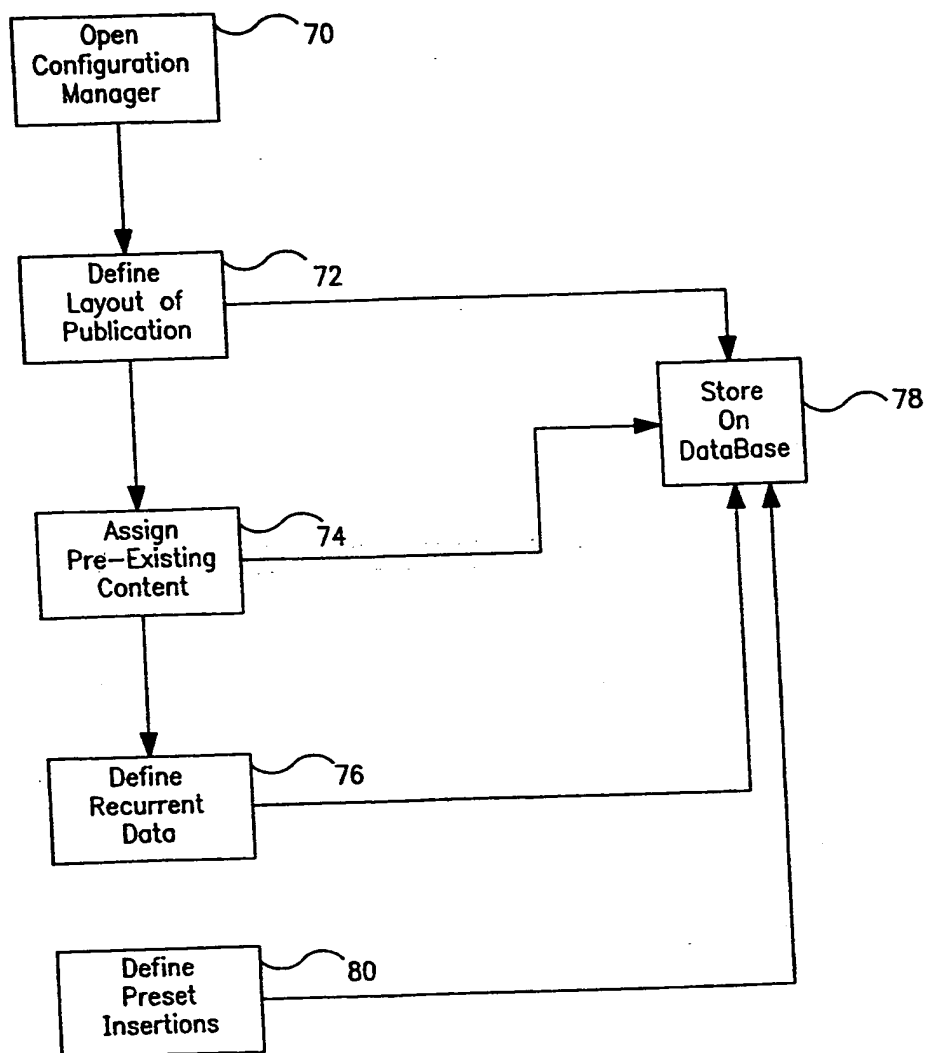 Open
Configuration
Manager
70
Define
Layout of
Publication
72
Store
On
DataBase
78
Assign
Pre-Existing
Content
74
Define
Recurrent
Data
76
Define
Preset
Insertions
80